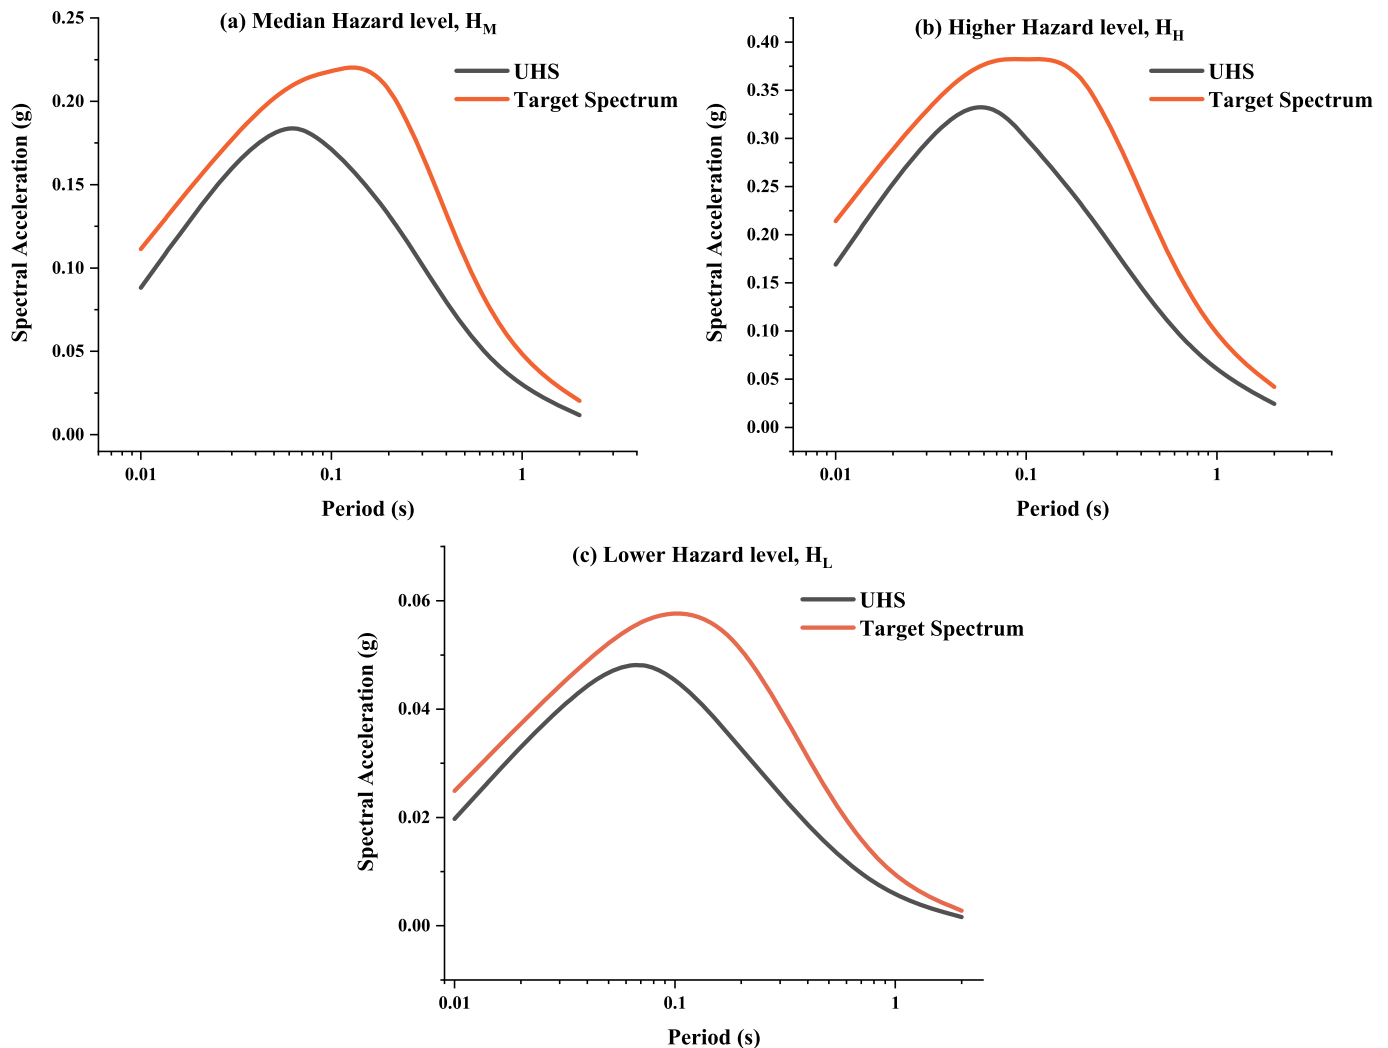 (a) Median Hazard level, H_M
UHS
Target Spectrum
Spectral Acceleration (g)
0.25
0.20
0.15
0.10
0.05
0.00
0.01 0.1 1
Period (s)
(b) Higher Hazard level, H_H
UHS
Target Spectrum
Spectral Acceleration (g)
0.40
0.35
0.30
0.25
0.20
0.15
0.10
0.05
0.00
0.01 0.1 1
Period (s)
(c) Lower Hazard level, H_L
UHS
Target Spectrum
Spectral Acceleration (g)
0.06
0.04
0.02
0.00
0.01 0.1 1
Period (s)